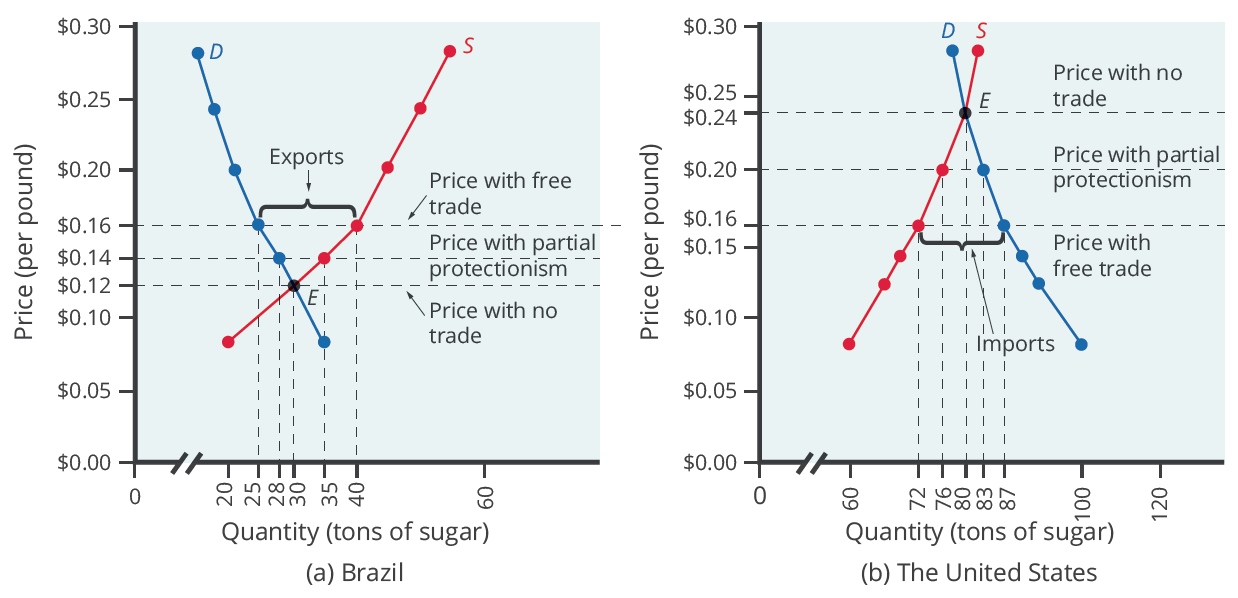 Price (per pound)
$0.30
$0.25
$0.20
$0.16
$0.14
$0.12
$0.10
$0.05
$0.00
D
S
Exports
Price with free
trade
Price with partial
protectionism
E
Price with no
trade
0
20
25
28
30
35
40
60
Quantity (tons of sugar)
(a) Brazil
Price (per pound)
$0.30
$0.25
$0.24
$0.20
$0.16
$0.15
$0.10
$0.05
$0.00
D
S
E
Price with no
trade
Price with partial
protectionism
Price with
free trade
Imports
0
60
72
76
80
83
87
100
120
Quantity (tons of sugar)
(b) The United States